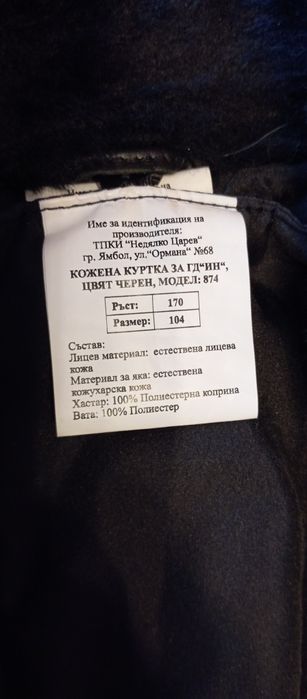 Име за идентификация на
производителя:
ТПКИ "Недялко Царев"
гр. Ямбол, ул."Ормана" №68
КОЖЕНА КУРТКА ЗА ГД"ИН",
ЦВЯТ ЧЕРЕН, МОДЕЛ: 874
Ръст: 170
Размер: 104
Състав:
Лицев материал: естествена лицева
кожа
Материал за яка: естествена
кожухарска кожа
Хастар: 100% Полиестерна коприна
Вата: 100% Полиестер